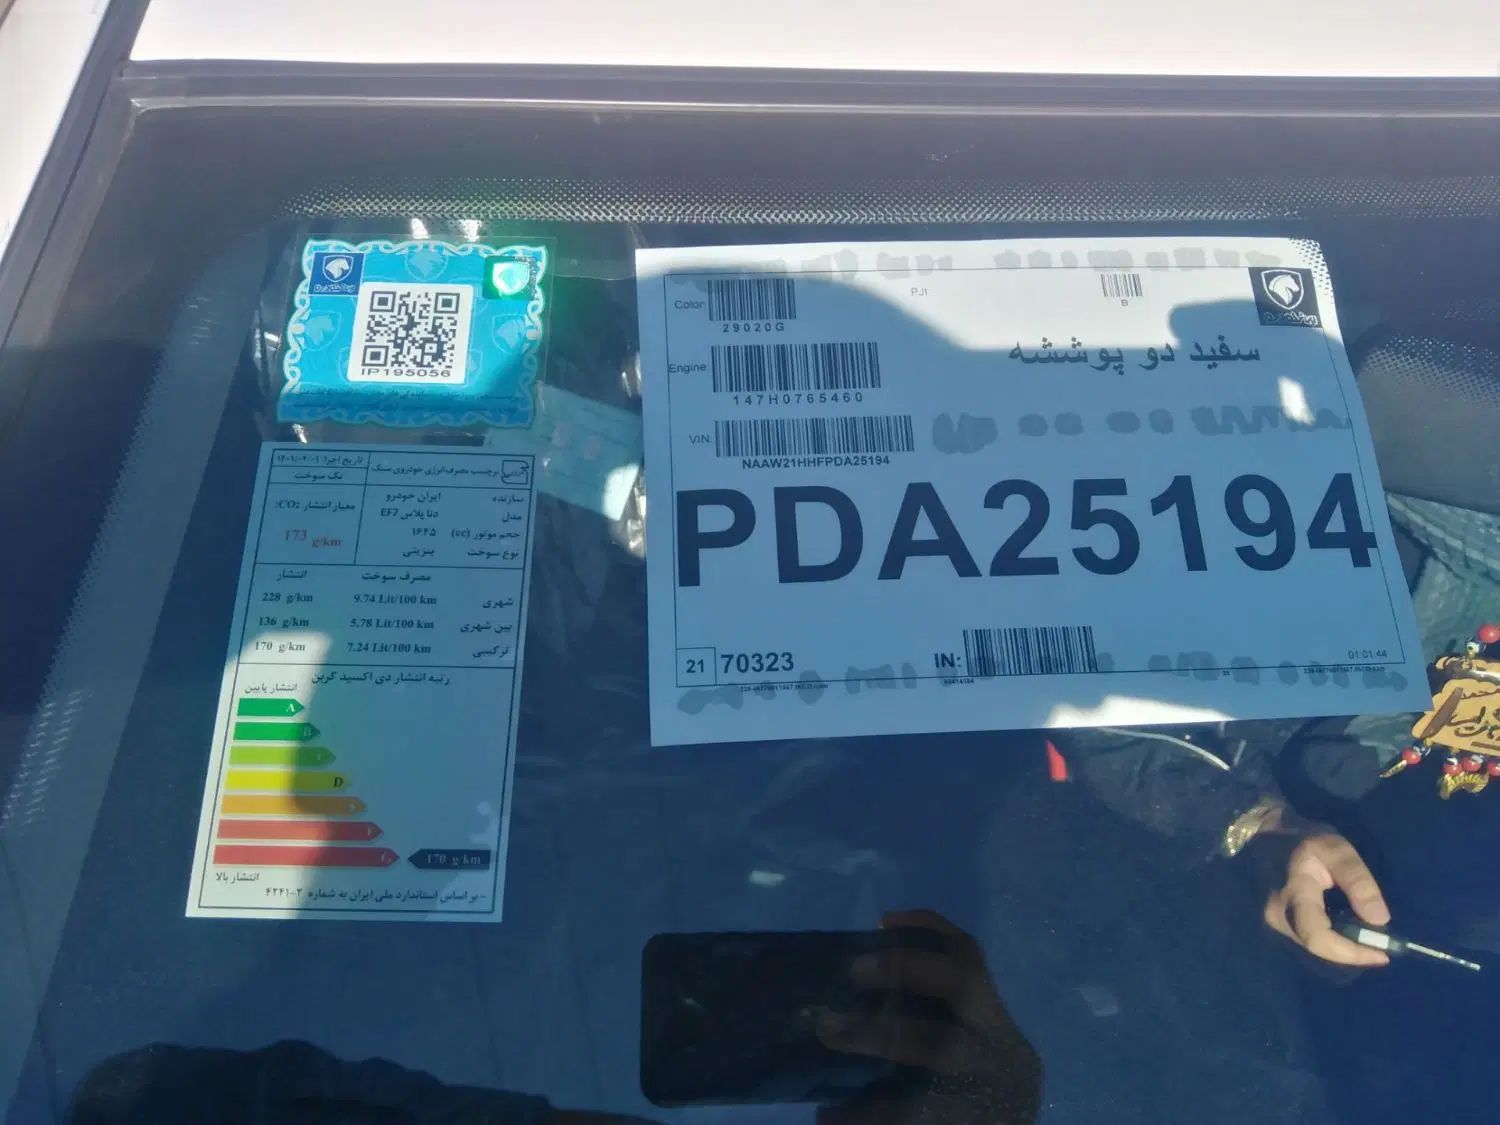 IP195056
برچسب مصرف انرژی خودروی سبک
تاریخ اجرا: ۱۴۰۱/۰۴/۰۱
تک سوخت
سازنده ایران خودرو
مدل دنا پلاس EF7
حجم موتور (cc) ۱۶۴۵
نوع سوخت بنزینی
معیار انتشار CO2:
173 g/km
مصرف سوخت انتشار
شهری 9.74 Lit/100 km 228 g/km
بین شهری 5.78 Lit/100 km 136 g/km
ترکیبی 7.24 Lit/100 km 170 g/km
رتبه انتشار دی اکسید کربن
انتشار پایین
A
B
D
F
G 170 g/km
انتشار بالا
- بر اساس استاندارد ملی ایران به شماره ۲-۴۲۴۱
Color:
29020G
PJ1
B
سفید دو پوششه
Engine:
147H0765460
VIN:
NAAW21HHFPDA25194
PDA25194
21 70323
IN:
01:01:44